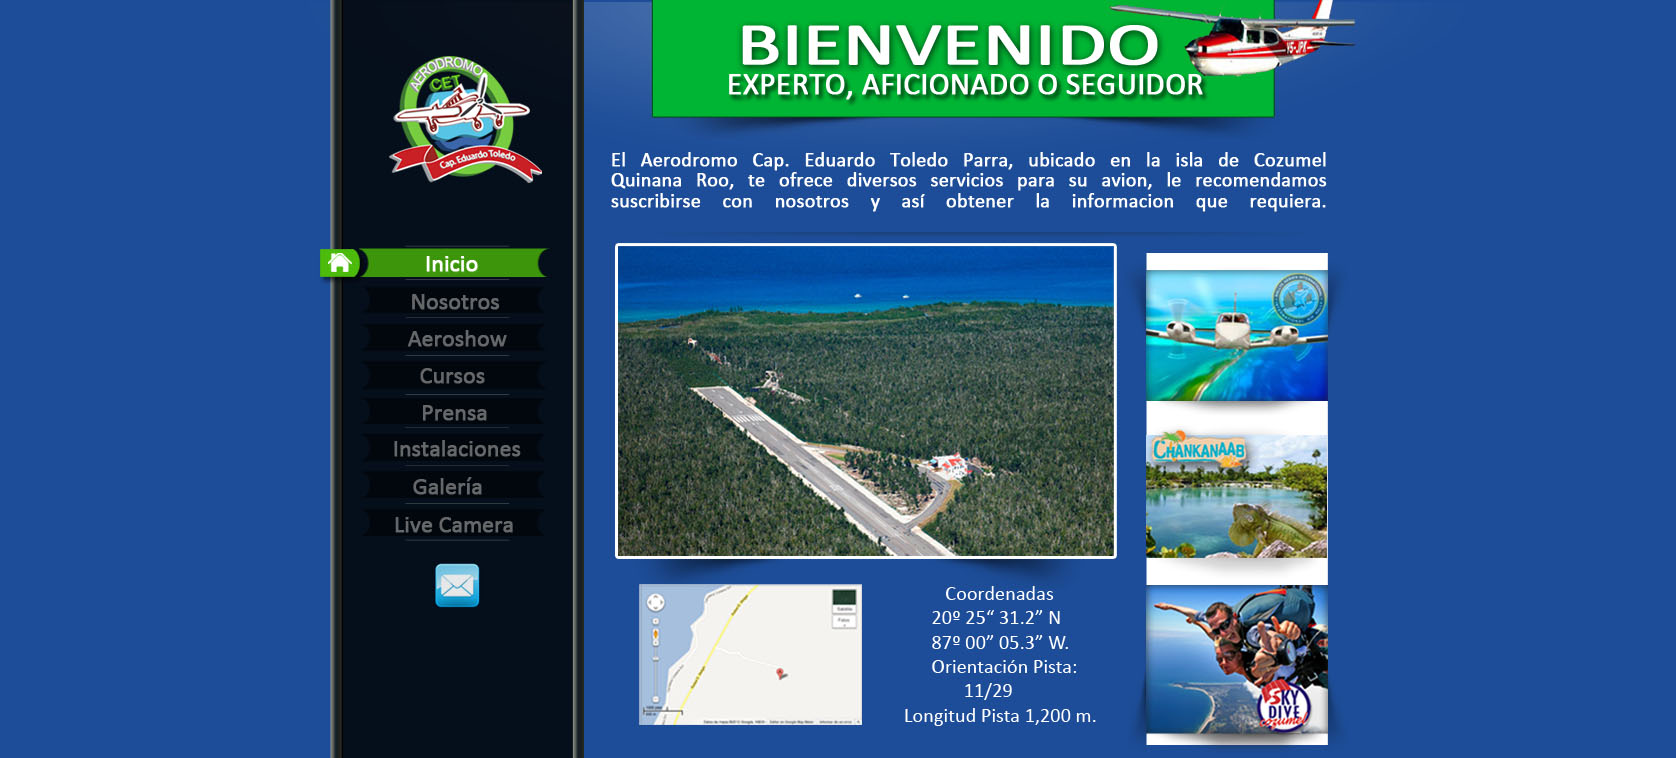 AERODROMO
CET
Cap. Eduardo Toledo
Inicio
Nosotros
Aeroshow
Cursos
Prensa
Instalaciones
Galería
Live Camera
BIENVENIDO
EXPERTO, AFICIONADO O SEGUIDOR
El Aerodromo Cap. Eduardo Toledo Parra, ubicado en la isla de Cozumel
Quinana Roo, te ofrece diversos servicios para su avion, le recomendamos
suscribirse con nosotros y así obtener la informacion que requiera.
CHANKANAAB
SKY
DIVE
cozumel
Coordenadas
20º 25“ 31.2” N
87º 00” 05.3” W.
Orientación Pista:
11/29
Longitud Pista 1,200 m.